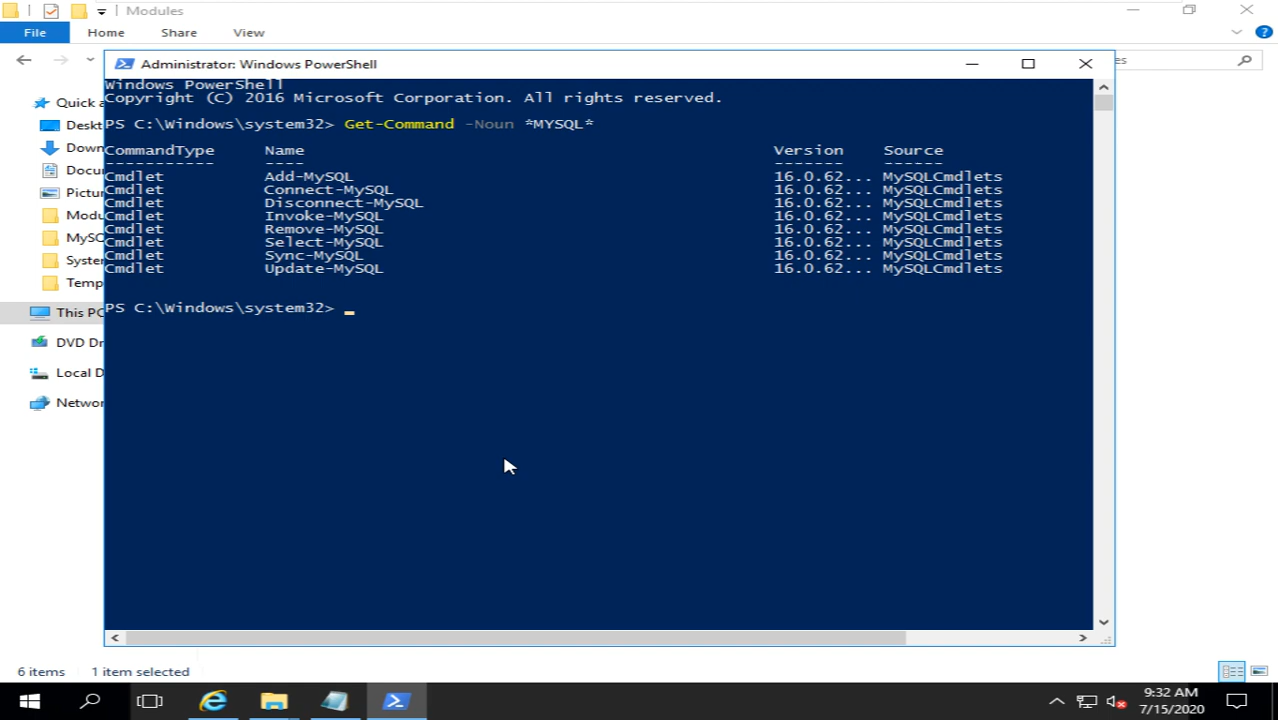 Modules
File Home Share View
Administrator: Windows PowerShell
Windows PowerShell
Copyright (C) 2016 Microsoft Corporation. All rights reserved.
PS C:\Windows\system32> Get-Command -Noun *MYSQL*
CommandType Name Version Source
----------- ---- ------- ------
Cmdlet Add-MySQL 16.0.62... MySQLCmdlets
Cmdlet Connect-MySQL 16.0.62... MySQLCmdlets
Cmdlet Disconnect-MySQL 16.0.62... MySQLCmdlets
Cmdlet Invoke-MySQL 16.0.62... MySQLCmdlets
Cmdlet Remove-MySQL 16.0.62... MySQLCmdlets
Cmdlet Select-MySQL 16.0.62... MySQLCmdlets
Cmdlet Sync-MySQL 16.0.62... MySQLCmdlets
Cmdlet Update-MySQL 16.0.62... MySQLCmdlets
PS C:\Windows\system32>
Quick a
Deskt
Down
Docu
Pictur
Modu
MySC
System
Temp
This PC
DVD Dr
Local D
Networ
es
6 items 1 item selected
9:32 AM
7/15/2020